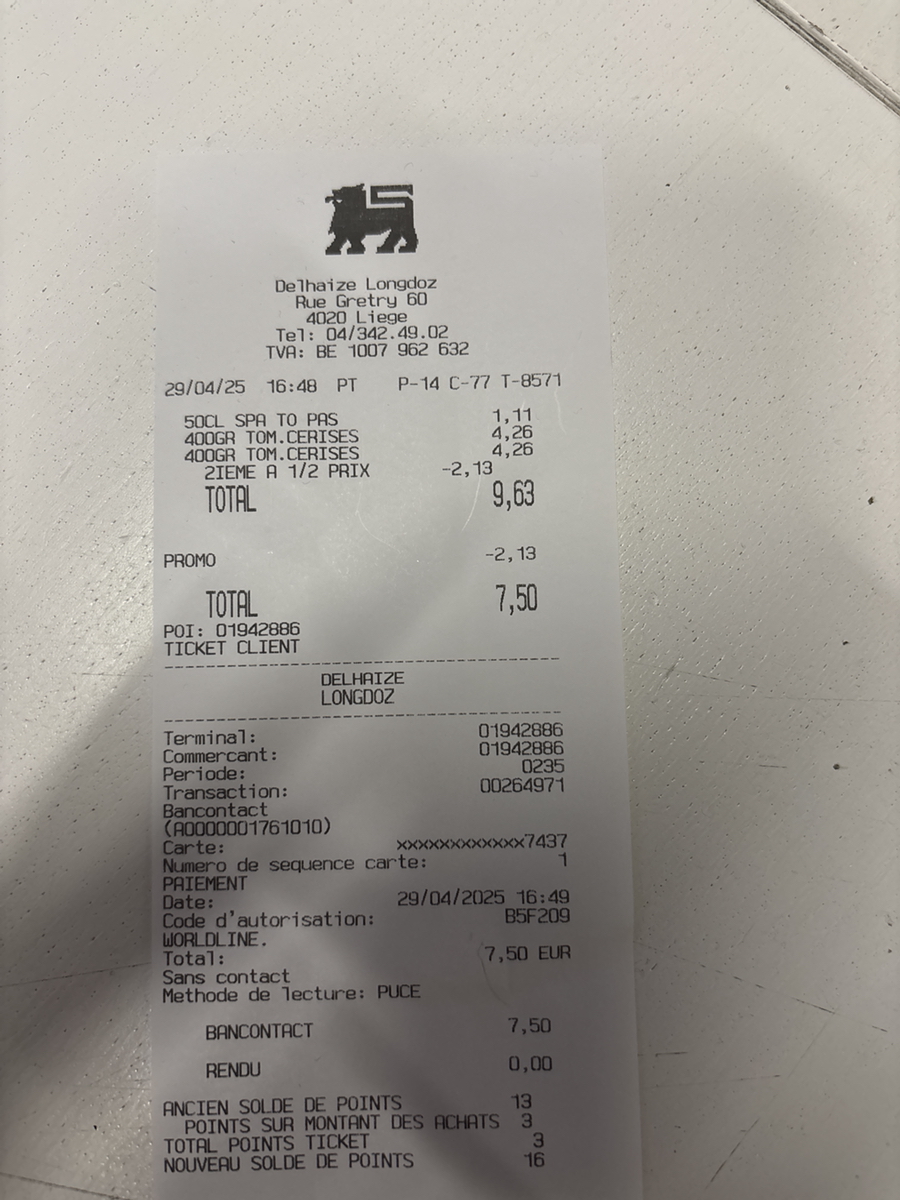 Delhaize Longdoz
Rue Gretry 60
4020 Liege
Tel: 04/342.49.02
TVA: BE 1007 962 632
29/04/25 16:48 PT P-14 C-77 T-8571
50CL SPA TO PAS 1,11
400GR TOM.CERISES 4,26
400GR TOM.CERISES 4,26
2IEME A 1/2 PRIX -2,13
TOTAL 9,63
PROMO -2,13
TOTAL 7,50
POI: 01942886
TICKET CLIENT
DELHAIZE
LONGDOZ
Terminal: 01942886
Commercant: 01942886
Periode: 0235
Transaction: 00264971
Bancontact
(A0000001761010)
Carte: xxxxxxxxxxxx7437
Numero de sequence carte: 1
PAIEMENT
Date: 29/04/2025 16:49
Code d'autorisation: B5F209
WORLDLINE.
Total: 7,50 EUR
Sans contact
Methode de lecture: PUCE
BANCONTACT 7,50
RENDU 0,00
ANCIEN SOLDE DE POINTS 13
POINTS SUR MONTANT DES ACHATS 3
TOTAL POINTS TICKET 3
NOUVEAU SOLDE DE POINTS 16